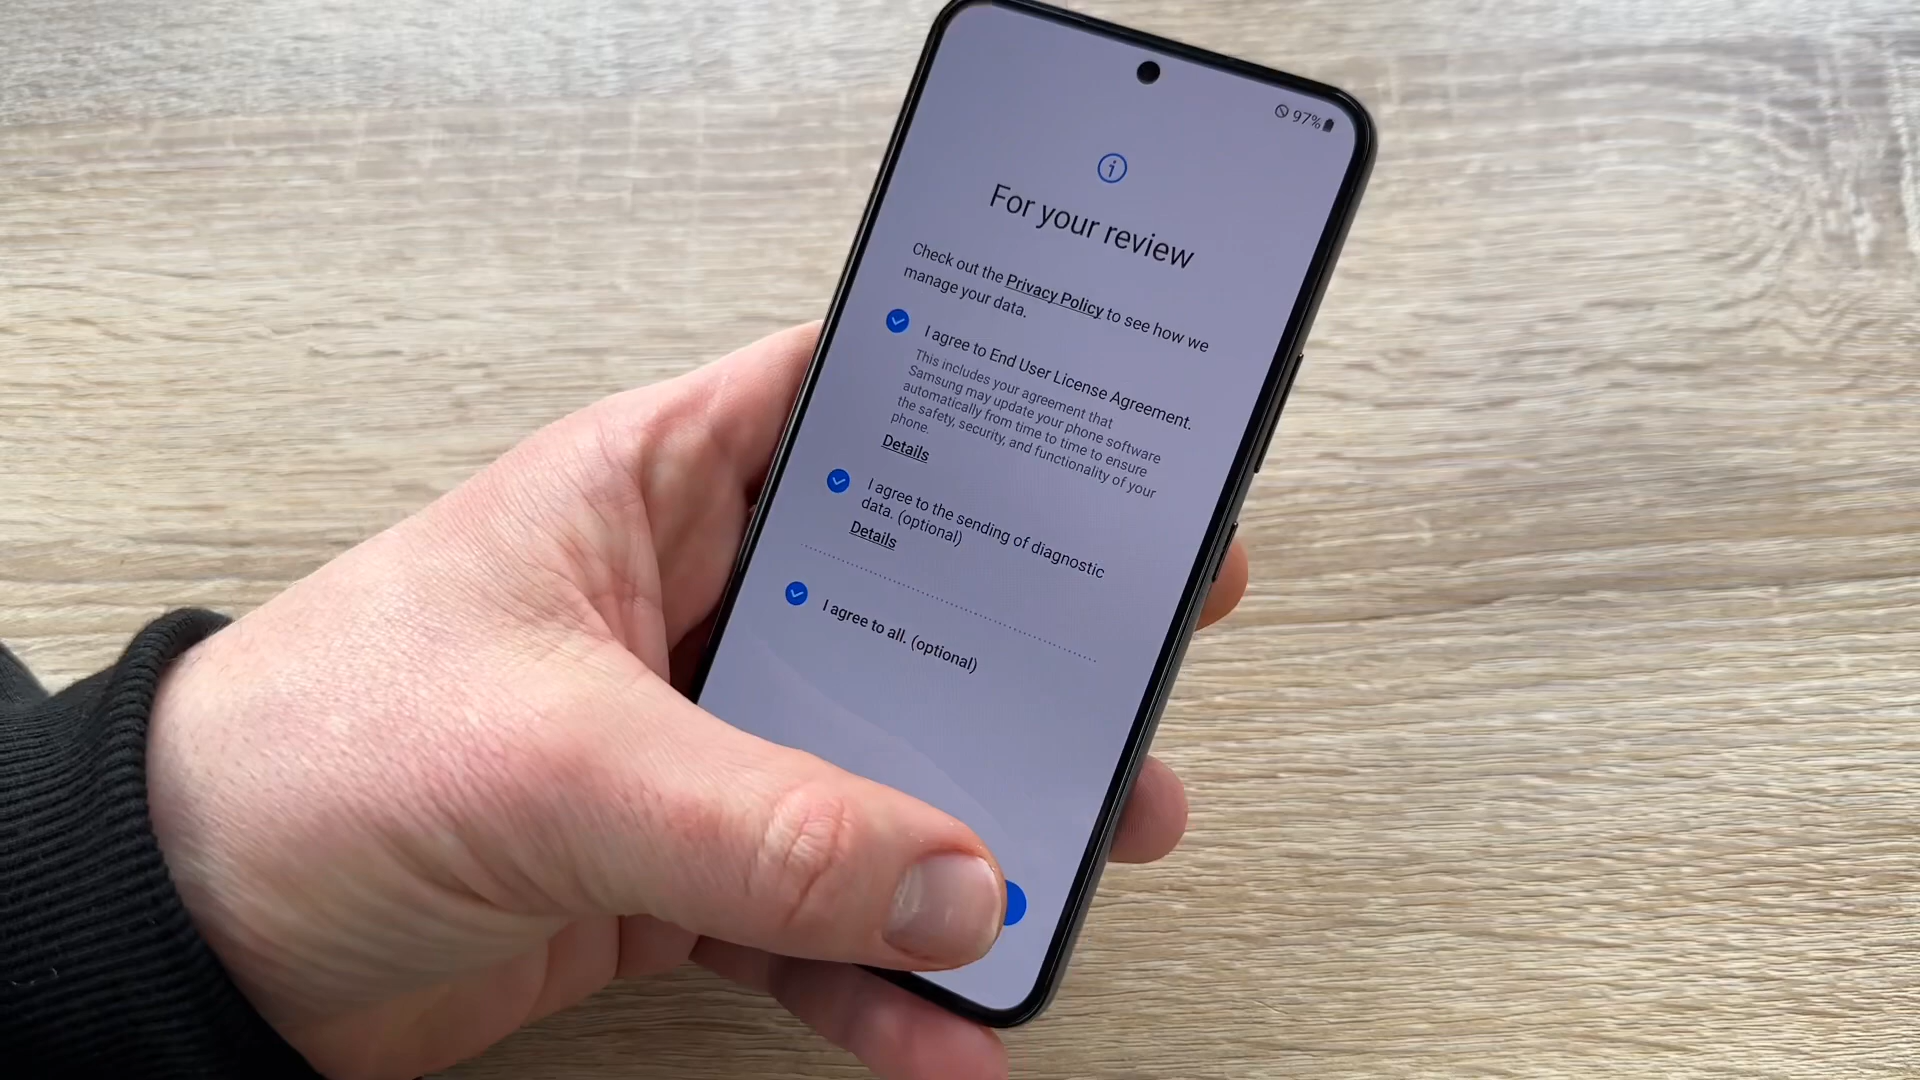 97%
For your review
Check out the Privacy Policy to see how we
manage your data.
I agree to End User License Agreement.
This includes your agreement that
Samsung may update your phone software
automatically from time to time to ensure
the safety, security, and functionality of your
phone.
Details
I agree to the sending of diagnostic
data. (optional)
Details
I agree to all. (optional)